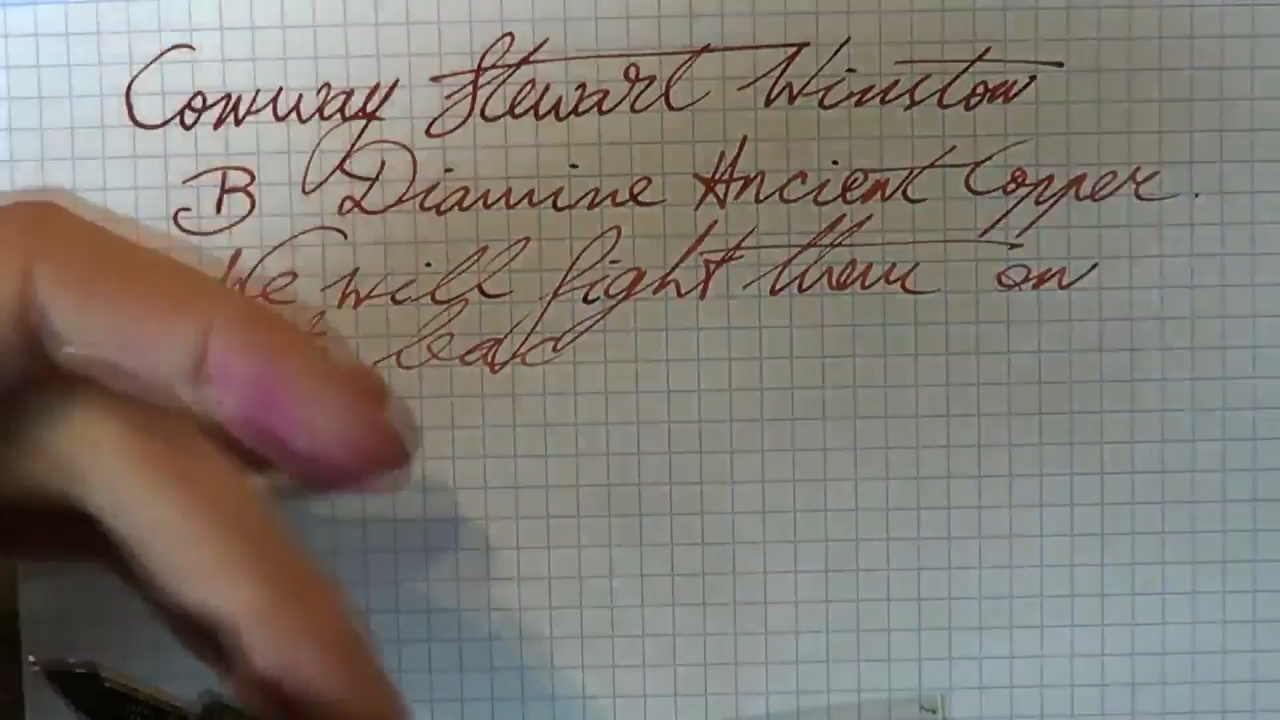 Conway Stewart Winston
B Diamine Ancient Copper.
We will fight them on